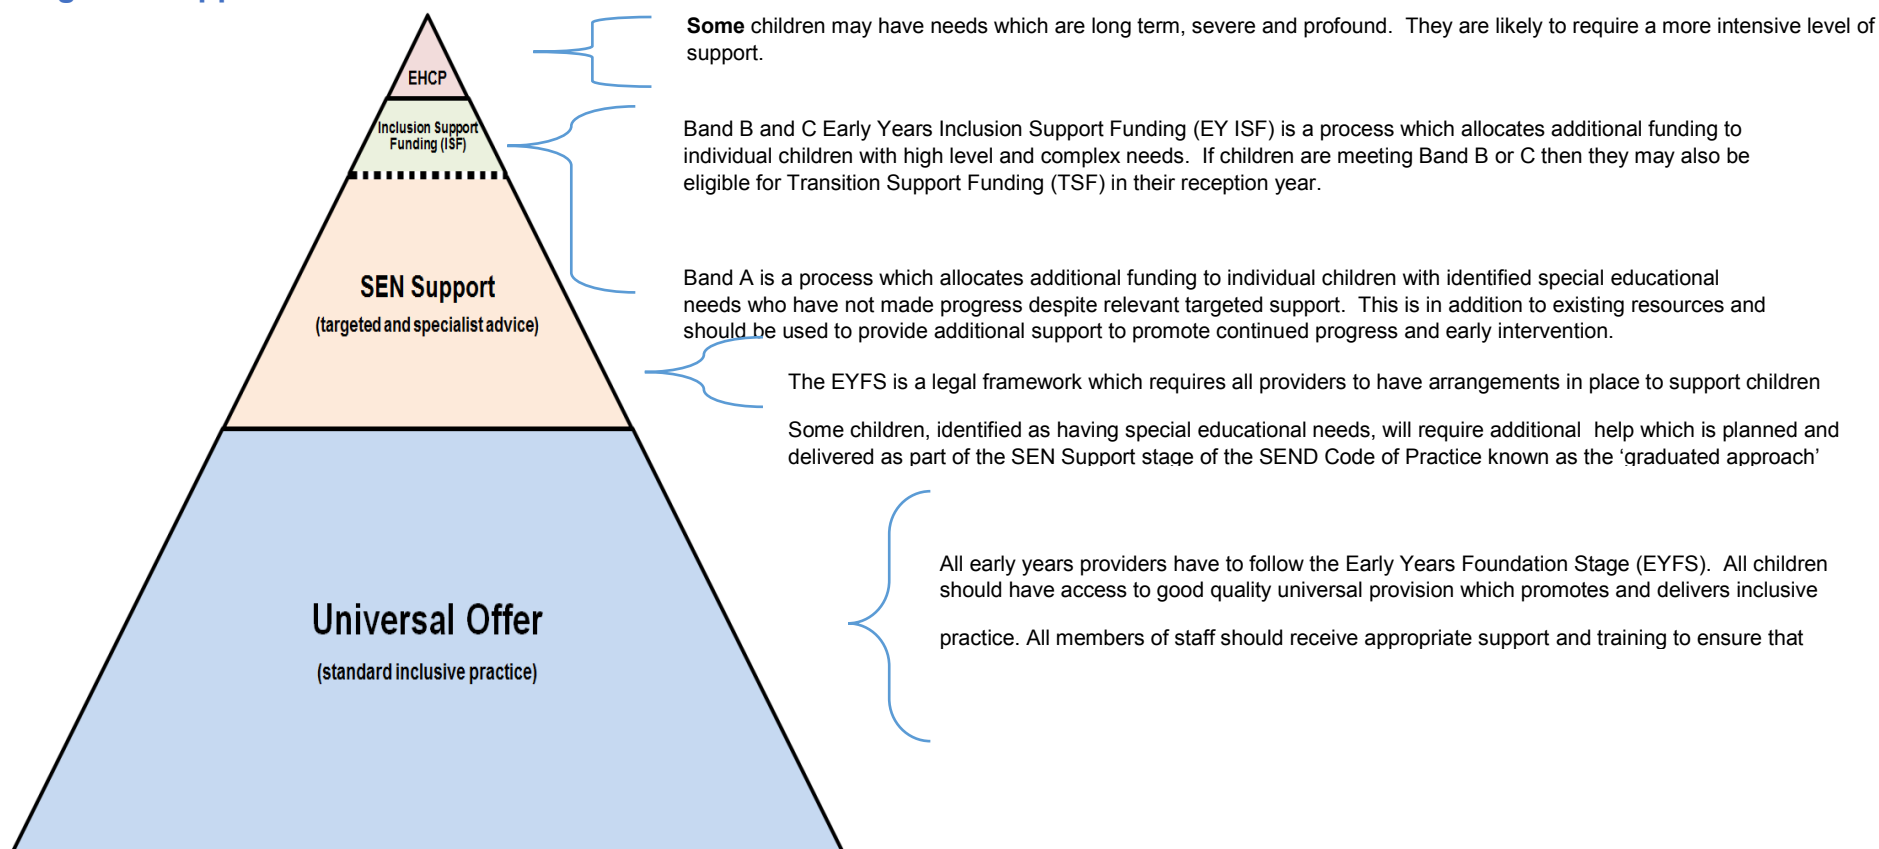 EHCP
Inclusion Support
Funding (ISF)
SEN Support
(targeted and specialist advice)
Universal Offer
(standard inclusive practice)
Some children may have needs which are long term, severe and profound.  They are likely to require a more intensive level of
support.
Band B and C Early Years Inclusion Support Funding (EY ISF) is a process which allocates additional funding to
individual children with high level and complex needs.  If children are meeting Band B or C then they may also be
eligible for Transition Support Funding (TSF) in their reception year.
Band A is a process which allocates additional funding to individual children with identified special educational
needs who have not made progress despite relevant targeted support.  This is in addition to existing resources and
should be used to provide additional support to promote continued progress and early intervention.
The EYFS is a legal framework which requires all providers to have arrangements in place to support children
Some children, identified as having special educational needs, will require additional  help which is planned and
delivered as part of the SEN Support stage of the SEND Code of Practice known as the ‘graduated approach’
All early years providers have to follow the Early Years Foundation Stage (EYFS).  All children
should have access to good quality universal provision which promotes and delivers inclusive
practice. All members of staff should receive appropriate support and training to ensure that